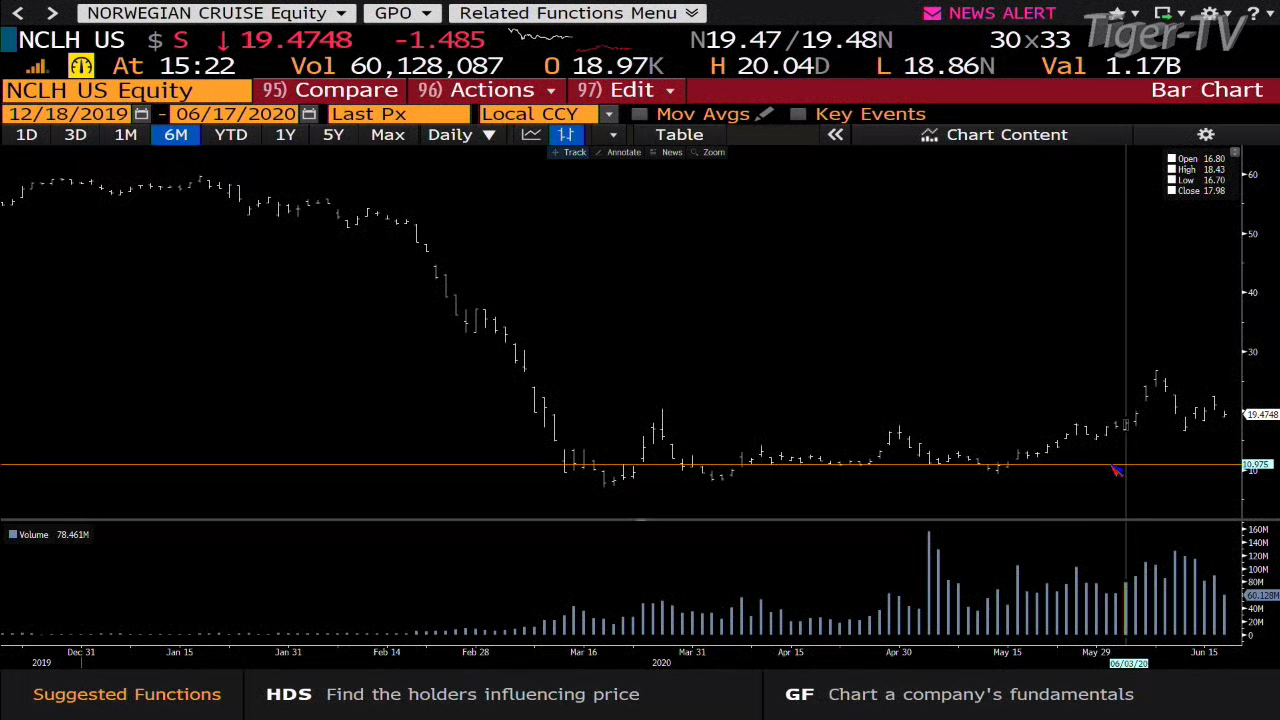 NORWEGIAN CRUISE Equity GPO Related Functions Menu NEWS ALERT
Tiger-TV
NCLH US $ S ↓ 19.4748 -1.485 N19.47/19.48N 30×33
At 15:22 Vol 60,128,087 O 18.97K H 20.04D L 18.86N Val 1.17B
NCLH US Equity 95) Compare 96) Actions 97) Edit Bar Chart
12/18/2019 - 06/17/2020 Last Px Local CCY Mov Avgs Key Events
1D 3D 1M 6M YTD 1Y 5Y Max Daily ▼ Table « Chart Content
Track Annotate News Zoom
Open 16.80
High 18.43
Low 16.70
Close 17.98
60
50
40
30
19.4748
10.975
10
Volume 78.461M
160M
140M
120M
100M
80M
60.128M
40M
20M
0
Dec 31 Jan 15 Jan 31 Feb 14 Feb 28 Mar 16 Mar 31 Apr 15 Apr 30 May 15 May 29 Jun 15
2019 2020 06/03/20
Suggested Functions HDS Find the holders influencing price GF Chart a company's fundamentals